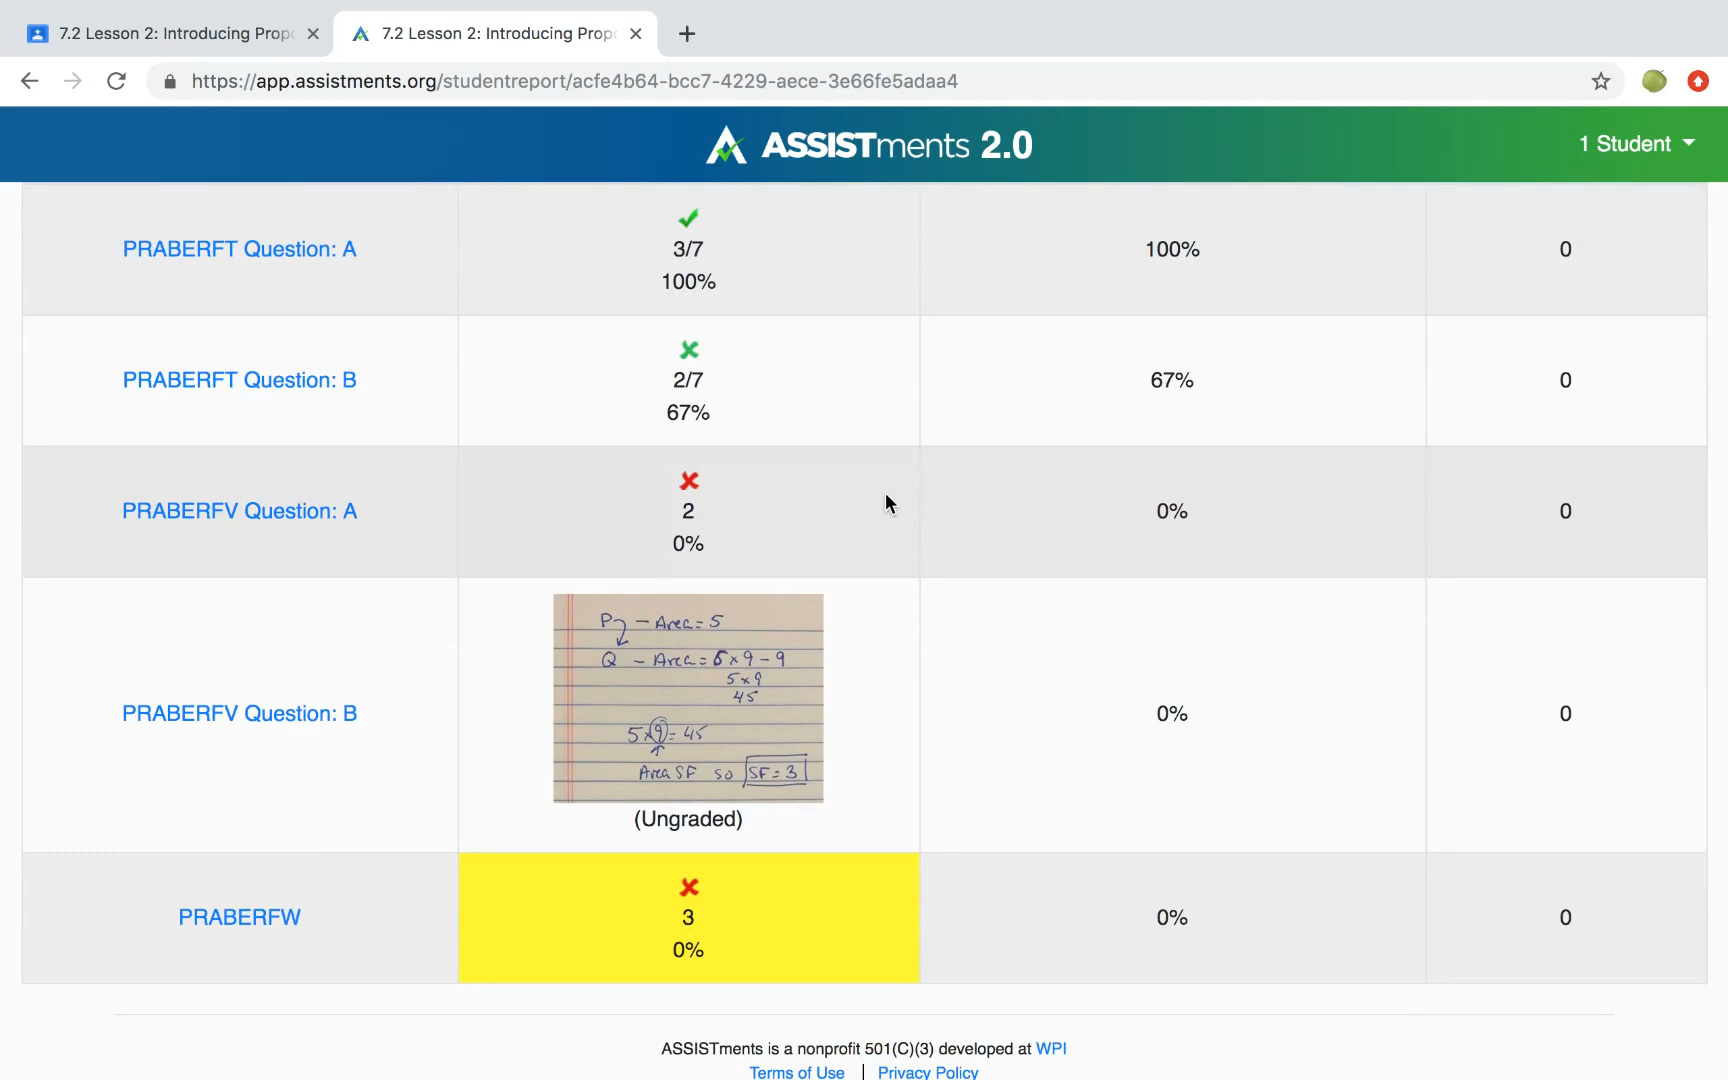 7.2 Lesson 2: Introducing Prop
7.2 Lesson 2: Introducing Prop
https://app.assistments.org/studentreport/acfe4b64-bcc7-4229-aece-3e66fe5adaa4
ASSISTments 2.0
1 Student
PRABERFT Question: A
3/7
100%
100%
0
PRABERFT Question: B
2/7
67%
67%
0
PRABERFV Question: A
2
0%
0%
0
PRABERFV Question: B
P - Area = 5
Q - Area = 5 x 9 - 9
5 x 9
45
5 x 9 = 45
Area SF so SF = 3
(Ungraded)
0%
0
PRABERFW
3
0%
0%
0
ASSISTments is a nonprofit 501(C)(3) developed at WPI
Terms of Use | Privacy Policy